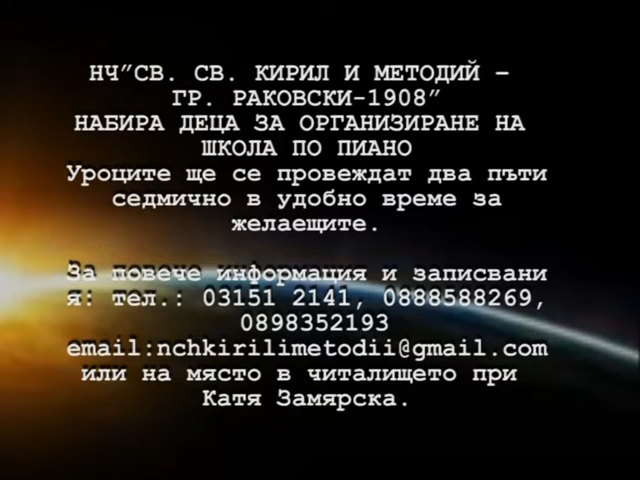 НЧ”СВ. СВ. КИРИЛ И МЕТОДИЙ –
ГР. РАКОВСКИ-1908”
НАБИРА ДЕЦА ЗА ОРГАНИЗИРАНЕ НА
ШКОЛА ПО ПИАНО
Уроците ще се провеждат два пъти
седмично в удобно време за
желаещите.
За повече информация и записвани
я: тел.: 03151 2141, 0888588269,
0898352193
email:nchkirilimetodii@gmail.com
или на място в читалището при
Катя Замярска.